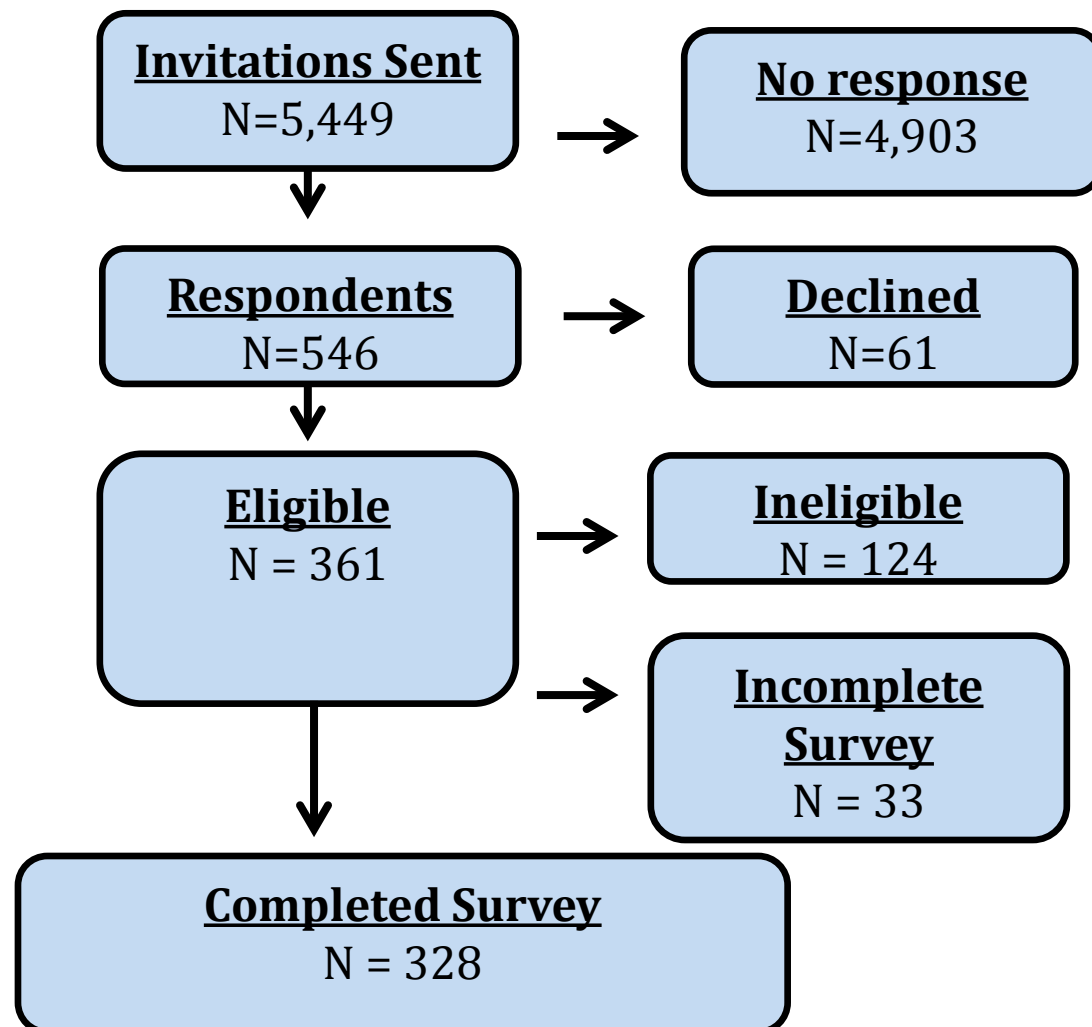 Invitations Sent
N=5,449
No response
N=4,903
Respondents
N=546
Declined
N=61
Eligible
N = 361
Ineligible
N = 124
Incomplete
Survey
N = 33
Completed Survey
N = 328